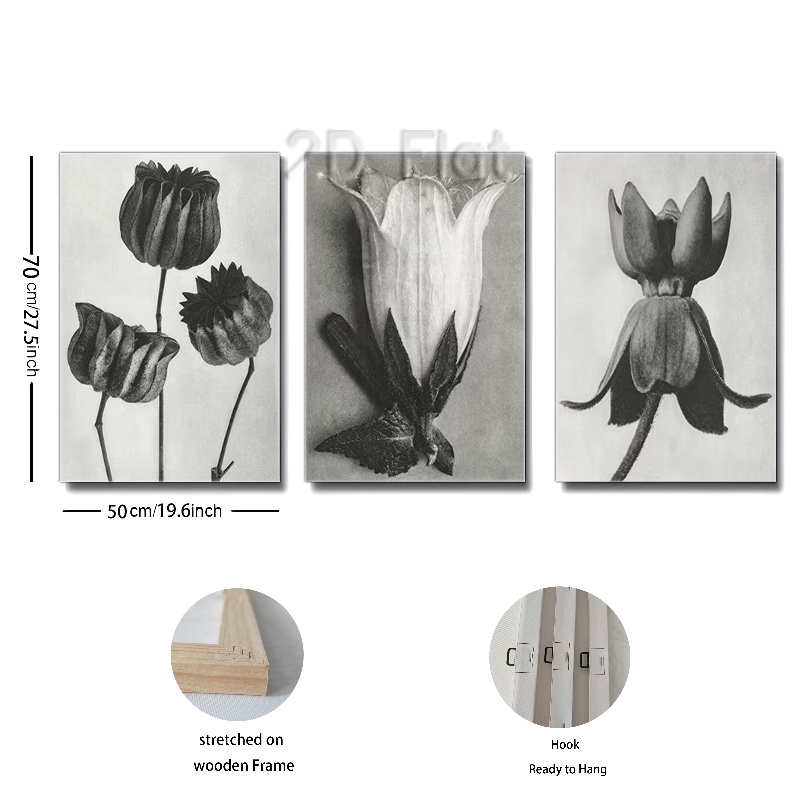 2D Flat
70 cm/27.5inch
50cm/19.6inch
stretched on
wooden Frame
Hook
Ready to Hang